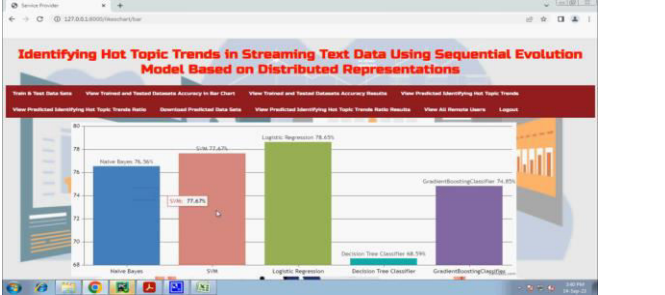 Service Provider
127.0.0.1:8000/likeschart/bar
Identifying Hot Topic Trends in Streaming Text Data Using Sequential Evolution
Model Based on Distributed Representations
Train & Test Data Sets View Trained and Tested Datasets Accuracy in Bar Chart View Trained and Tested Datasets Accuracy Results View Predicted Identifying Hot Topic Trends
View Predicted Identifying Hot Topic Trends Ratio Download Predicted Data Sets View Predicted Identifying Hot Topic Trends Ratio Results View All Remote Users Logout
80
Logistic Regression 78.65%
78
SVM 77.67%
Naive Bayes 76.56%
76
GradientBoostingClassifier 74.85%
74
SVM: 77.67%
72
70
Decision Tree Classifier 68.59%
68
Naive Bayes SVM Logistic Regression Decision Tree Classifier GradientBoostingClassifier